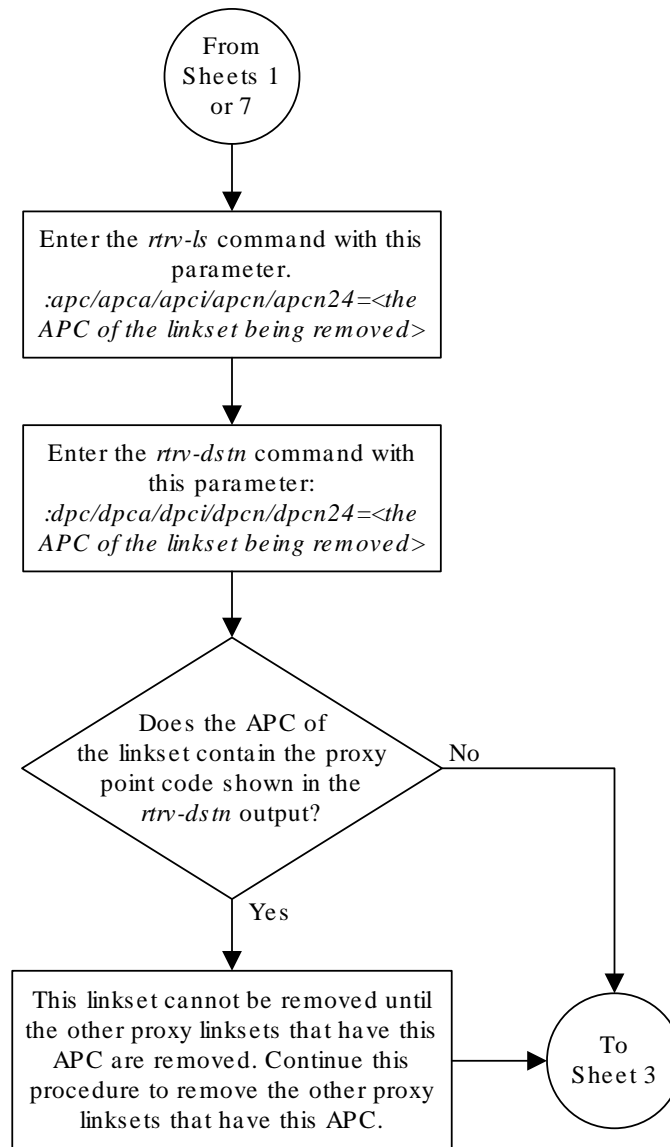 From
Sheets 1
or 7
Enter the rtrv-ls command with this
parameter.
:apc/apca/apci/apcn/apcn24=<the
APC of the linkset being removed>
Enter the rtrv-dstn command with
this parameter:
:dpc/dpca/dpci/dpcn/dpcn24=<the
APC of the linkset being removed>
Does the APC of
the linkset contain the proxy
point code shown in the
rtrv-dstn output?
No
Yes
This linkset cannot be removed until
the other proxy linksets that have this
APC are removed. Continue this
procedure to remove the other proxy
linksets that have this APC.
To
Sheet 3